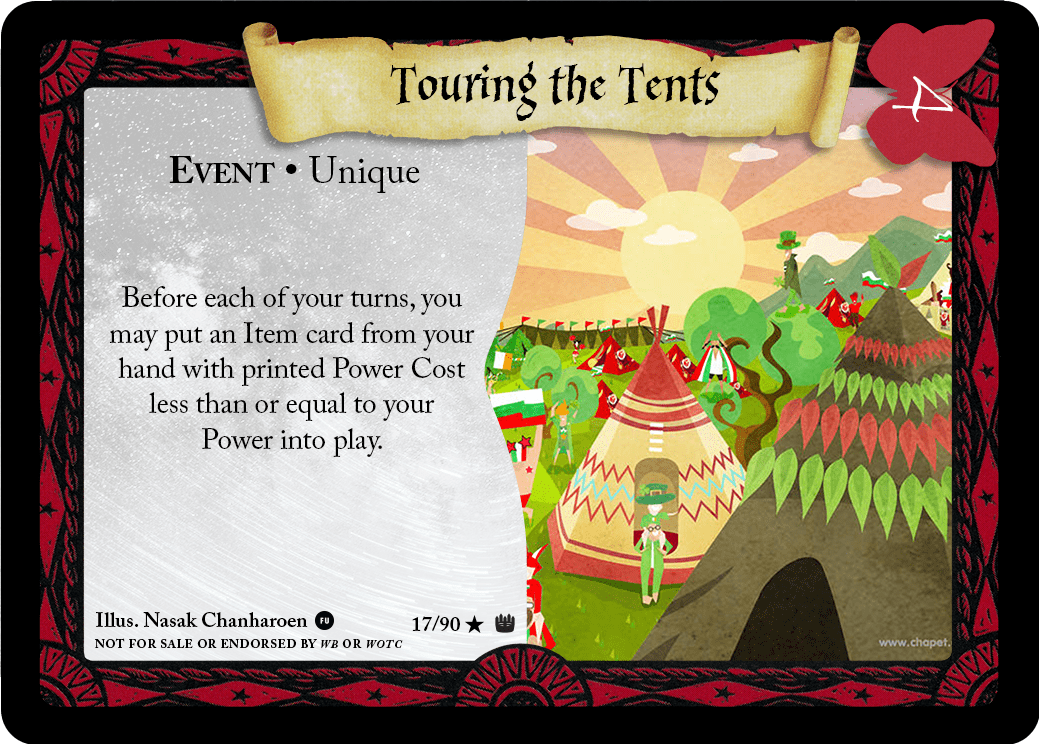 Touring the Tents
4
EVENT • Unique
Before each of your turns, you
may put an Item card from your
hand with printed Power Cost
less than or equal to your
Power into play.
Illus. Nasak Chanharoen FU
17/90 ★
NOT FOR SALE OR ENDORSED BY WB OR WOTC
www.chapet.